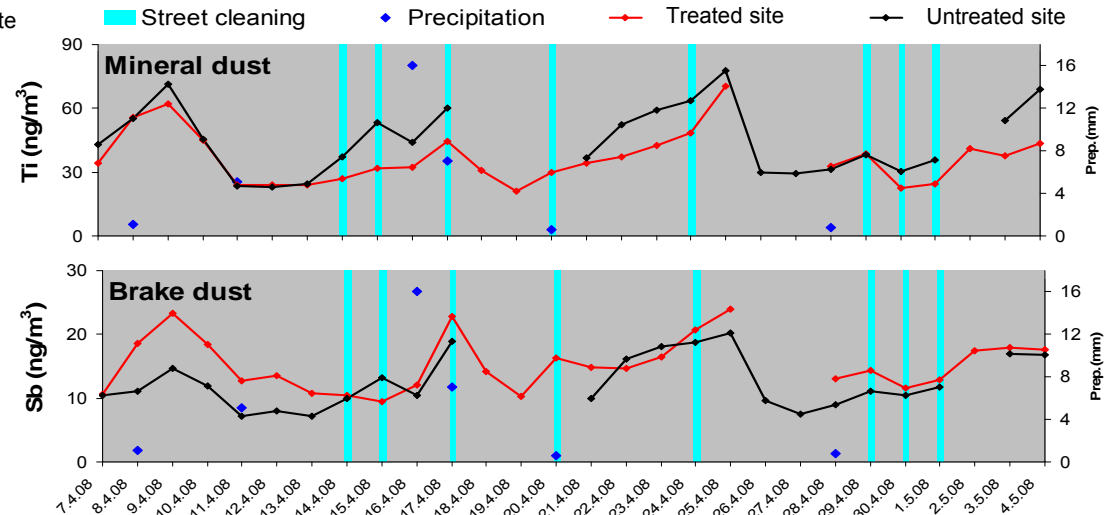 te
Street cleaning Precipitation Treated site Untreated site
Mineral dust
Ti (ng/m³)
90
60
30
0
16
12
8
4
0
Prep.(mm)
Brake dust
Sb (ng/m³)
30
20
10
0
16
12
8
4
0
Prep.(mm)
7.4.08 8.4.08 9.4.08 10.4.08 11.4.08 12.4.08 13.4.08 14.4.08 15.4.08 16.4.08 17.4.08 18.4.08 19.4.08 20.4.08 21.4.08 22.4.08 23.4.08 24.4.08 25.4.08 26.4.08 27.4.08 28.4.08 29.4.08 30.4.08 1.5.08 2.5.08 3.5.08 4.5.08